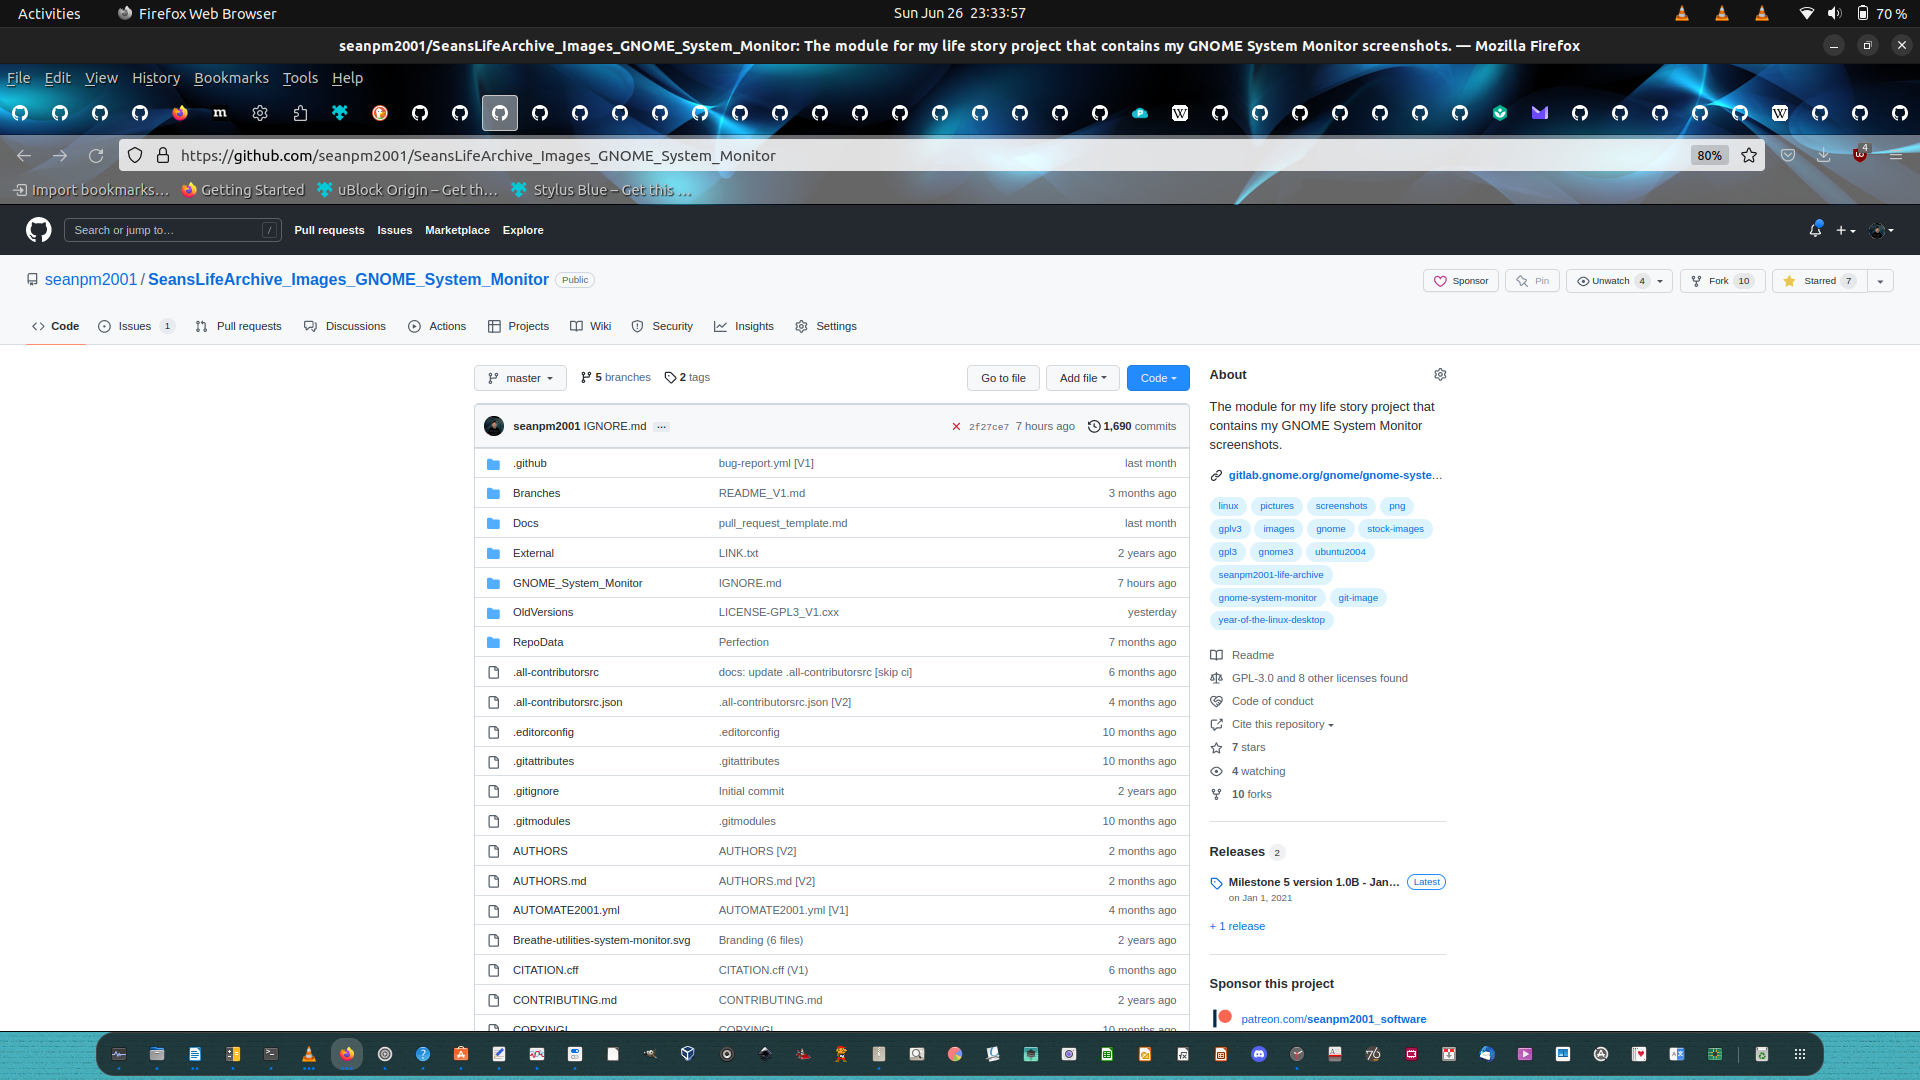 Activities Firefox Web Browser Sun Jun 26 23:33:57 70 %
seanpm2001/SeansLifeArchive_Images_GNOME_System_Monitor: The module for my life story project that contains my GNOME System Monitor screenshots. — Mozilla Firefox
File Edit View History Bookmarks Tools Help
https://github.com/seanpm2001/SeansLifeArchive_Images_GNOME_System_Monitor 80% 4
Import bookmarks… Getting Started uBlock Origin – Get th… Stylus Blue – Get this …
Search or jump to… / Pull requests Issues Marketplace Explore
seanpm2001 / SeansLifeArchive_Images_GNOME_System_Monitor Public Sponsor Pin Unwatch 4 Fork 10 Starred 7
Code Issues 1 Pull requests Discussions Actions Projects Wiki Security Insights Settings
master 5 branches 2 tags Go to file Add file Code
seanpm2001 IGNORE.md ... 2f27ce7 7 hours ago 1,690 commits
.github bug-report.yml [V1] last month
Branches README_V1.md 3 months ago
Docs pull_request_template.md last month
External LINK.txt 2 years ago
GNOME_System_Monitor IGNORE.md 7 hours ago
OldVersions LICENSE-GPL3_V1.cxx yesterday
RepoData Perfection 7 months ago
.all-contributorsrc docs: update .all-contributorsrc [skip ci] 6 months ago
.all-contributorsrc.json .all-contributorsrc.json [V2] 4 months ago
.editorconfig .editorconfig 10 months ago
.gitattributes .gitattributes 10 months ago
.gitignore Initial commit 2 years ago
.gitmodules .gitmodules 10 months ago
AUTHORS AUTHORS [V2] 2 months ago
AUTHORS.md AUTHORS.md [V2] 2 months ago
AUTOMATE2001.yml AUTOMATE2001.yml [V1] 4 months ago
Breathe-utilities-system-monitor.svg Branding (6 files) 2 years ago
CITATION.cff CITATION.cff (V1) 6 months ago
CONTRIBUTING.md CONTRIBUTING.md 2 years ago
COPYINGL COPYINGL 10 months ago
About
The module for my life story project that
contains my GNOME System Monitor
screenshots.
gitlab.gnome.org/gnome/gnome-syste…
linux pictures screenshots png
gplv3 images gnome stock-images
gpl3 gnome3 ubuntu2004
seanpm2001-life-archive
gnome-system-monitor git-image
year-of-the-linux-desktop
Readme
GPL-3.0 and 8 other licenses found
Code of conduct
Cite this repository
7 stars
4 watching
10 forks
Releases 2
Milestone 5 version 1.0B - Jan… Latest
on Jan 1, 2021
+ 1 release
Sponsor this project
patreon.com/seanpm2001_software